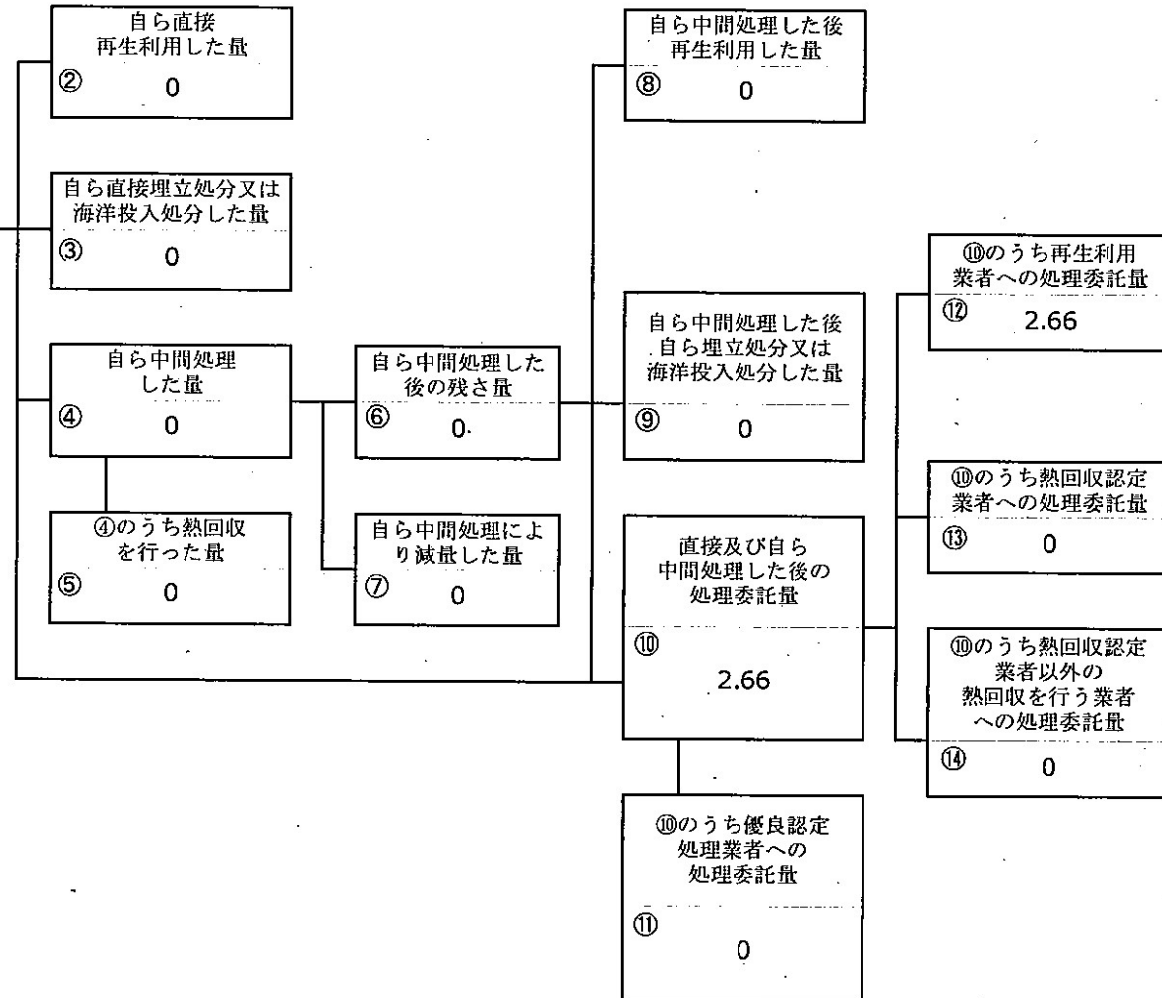 自ら直接
再生利用した量
② 0
自ら直接埋立処分又は
海洋投入処分した量
③ 0
自ら中間処理
した量
④ 0
④のうち熱回収
を行った量
⑤ 0
自ら中間処理した
後の残さ量
⑥ 0
自ら中間処理によ
り減量した量
⑦ 0
自ら中間処理した後
再生利用した量
⑧ 0
自ら中間処理した後
自ら埋立処分又は
海洋投入処分した量
⑨ 0
直接及び自ら
中間処理した後の
処理委託量
⑩
2.66
⑩のうち優良認定
処理業者への
処理委託量
⑪
0
⑩のうち再生利用
業者への処理委託量
⑫ 2.66
⑩のうち熱回収認定
業者への処理委託量
⑬ 0
⑩のうち熱回収認定
業者以外の
熱回収を行う業者
への処理委託量
⑭ 0